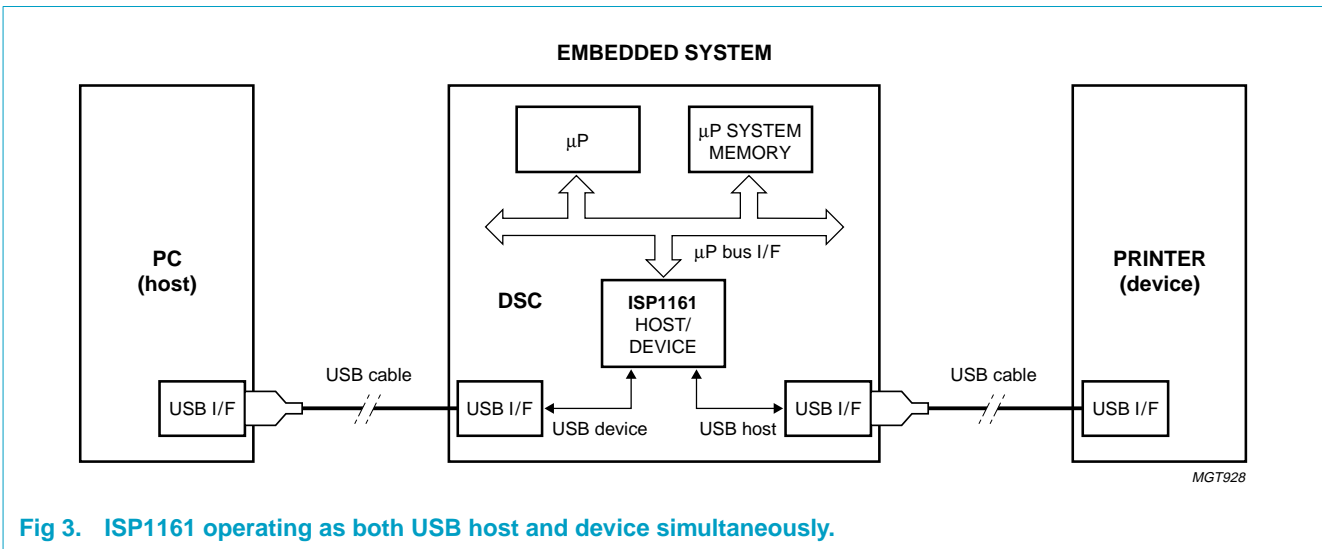 EMBEDDED SYSTEM
µP
µP SYSTEM
MEMORY
µP bus I/F
PC
(host)
DSC
ISP1161
HOST/
DEVICE
PRINTER
(device)
USB cable
USB cable
USB I/F
USB I/F
USB I/F
USB I/F
USB device
USB host
MGT928
Fig 3. ISP1161 operating as both USB host and device simultaneously.